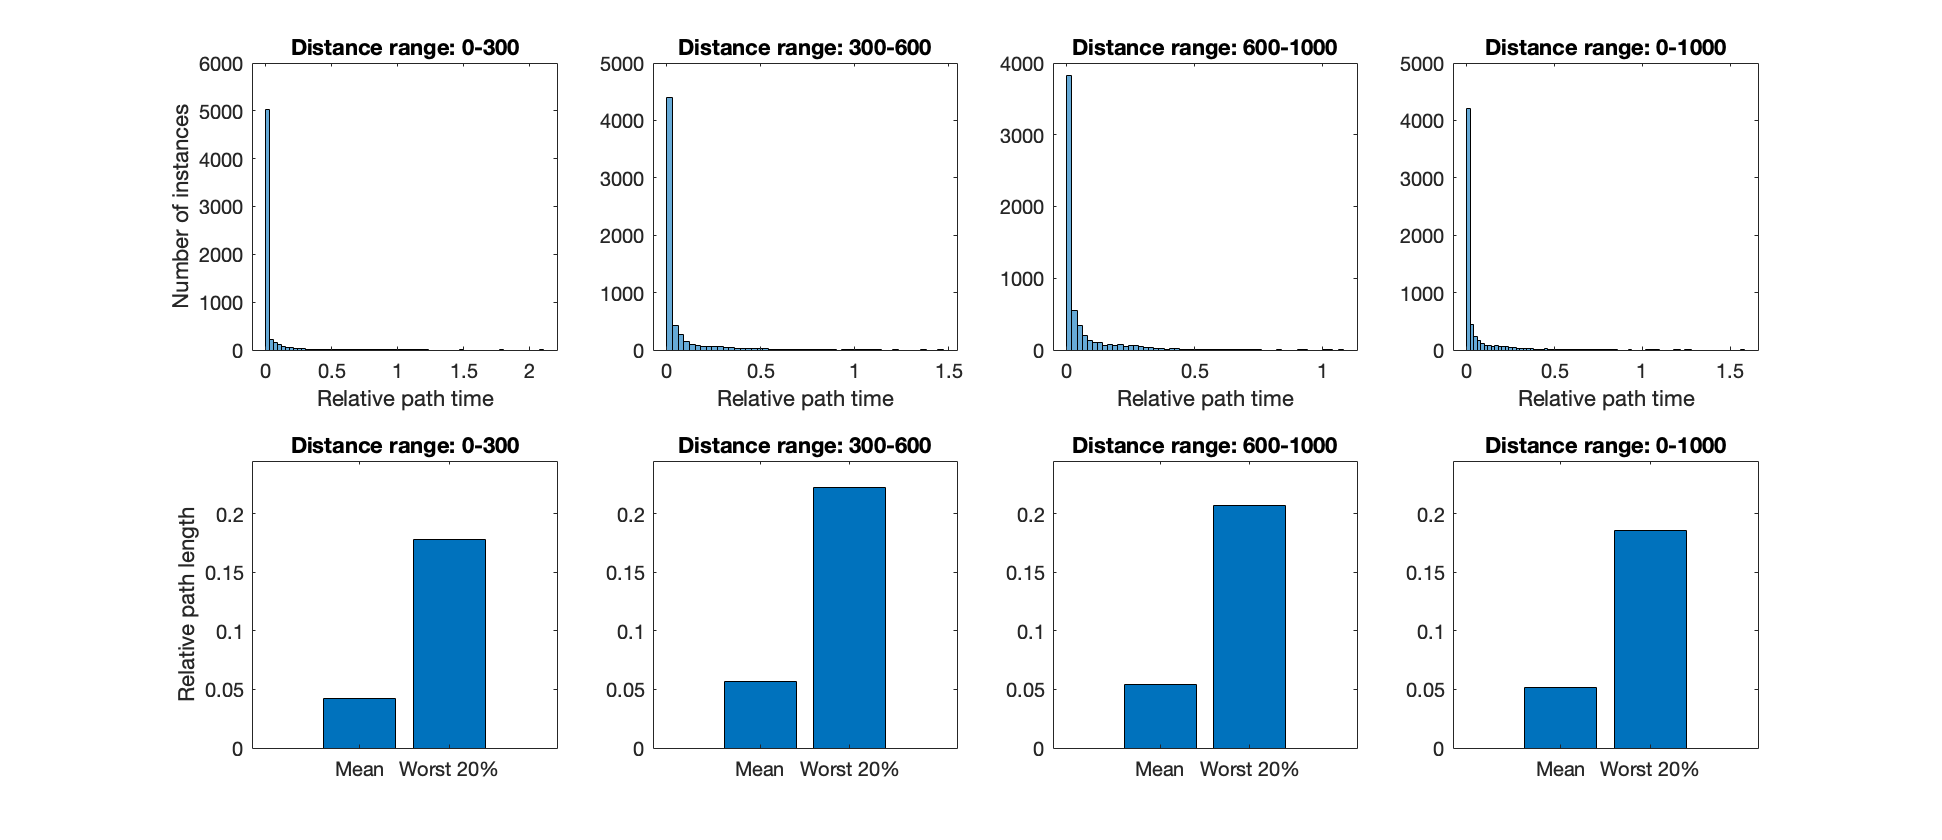 Distance range: 0-300
Distance range: 300-600
Distance range: 600-1000
Distance range: 0-1000
Number of instances
6000
5000
4000
3000
2000
1000
0
5000
4000
3000
2000
1000
0
4000
3000
2000
1000
0
5000
4000
3000
2000
1000
0
0 0.5 1 1.5 2
0 0.5 1 1.5
0 0.5 1
0 0.5 1 1.5
Relative path time
Relative path time
Relative path time
Relative path time
Distance range: 0-300
Distance range: 300-600
Distance range: 600-1000
Distance range: 0-1000
Relative path length
0.2
0.15
0.1
0.05
0
0.2
0.15
0.1
0.05
0
0.2
0.15
0.1
0.05
0
0.2
0.15
0.1
0.05
0
Mean Worst 20%
Mean Worst 20%
Mean Worst 20%
Mean Worst 20%